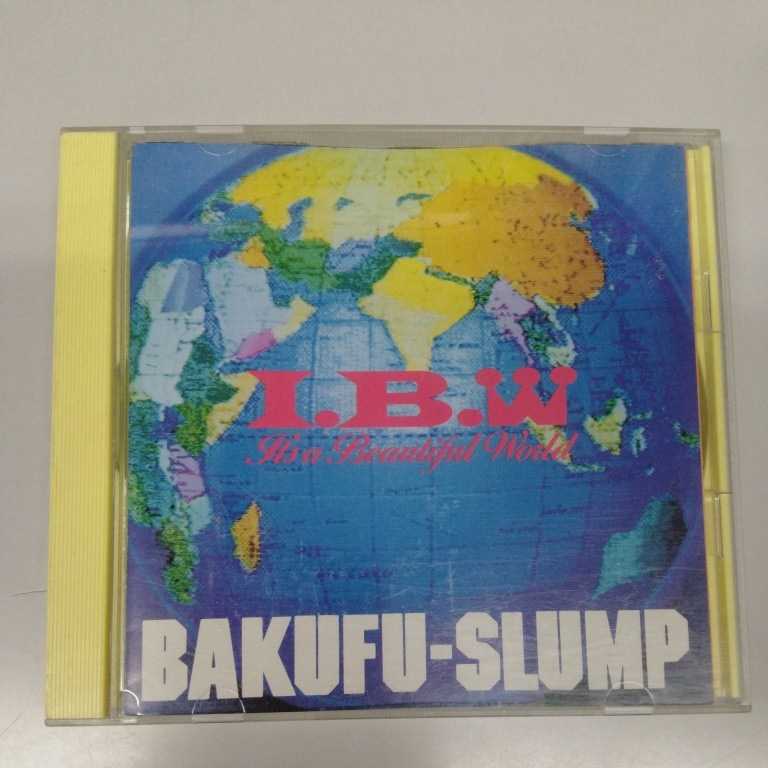 I.B.W
It's a Beautiful World
BAKUFU-SLUMP